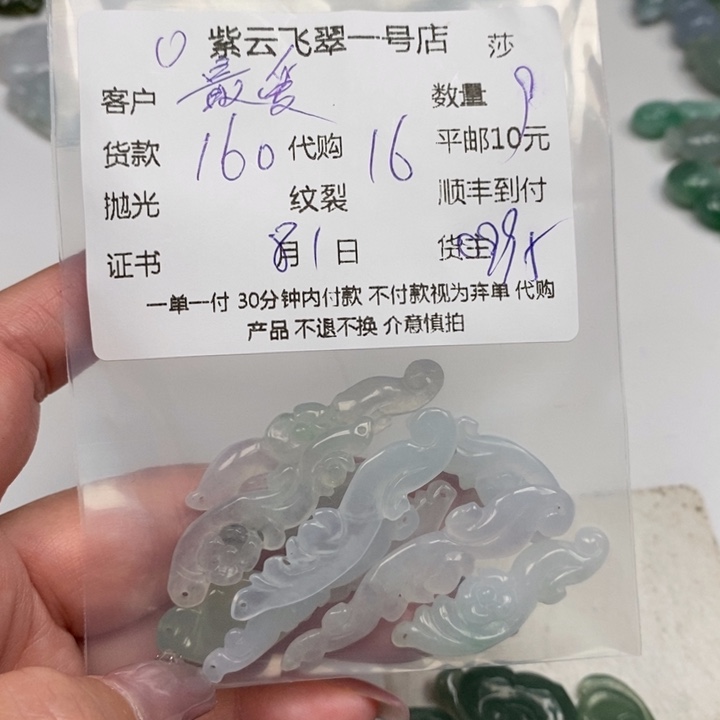 紫云飞翠一号店 莎
客户 数量 9
货款 160 代购 16 平邮10元
抛光 纹裂 顺丰到付
证书 8月1日 货主
一单一付 30分钟内付款 不付款视为弃单 代购
产品 不退不换 介意慎拍